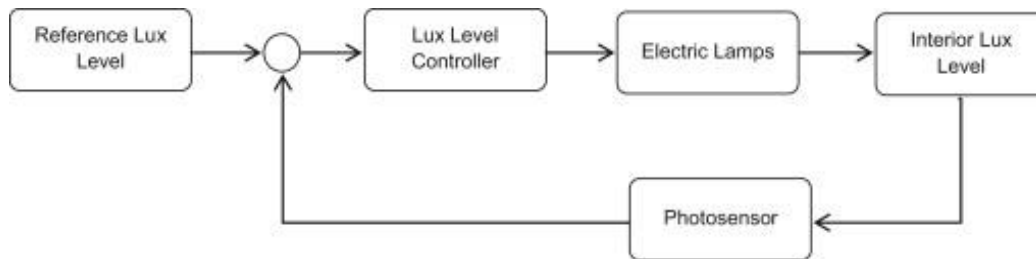 Reference Lux
Level
Lux Level
Controller
Electric Lamps
Interior Lux
Level
Photosensor